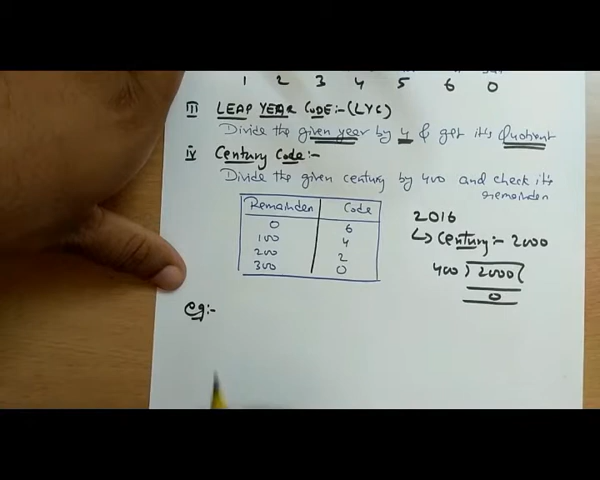 1 2 3 4 5 6 0
III LEAP YEAR CODE:-(LYC)
Divide the given year by 4 & get it's Quotient
IV Century Code:-
Divide the given century by 400 and check it's
remainder
Remainder Code
0 6
100 4
200 2
300 0
2016
↳ Century:- 2000
400 ) 2000 (
0
eg:-